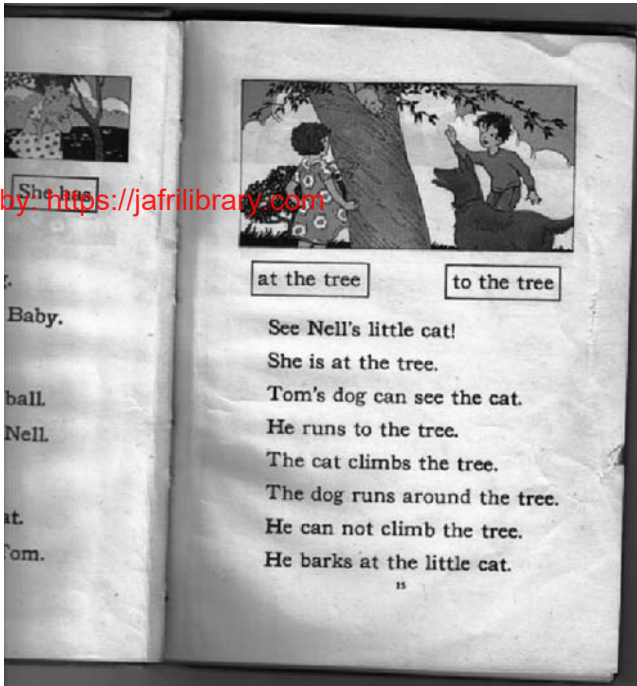 She has
by: https://jafrilibrary.com
Baby.
ball.
Nell.
at the tree
to the tree
See Nell's little cat!
She is at the tree.
Tom's dog can see the cat.
He runs to the tree.
The cat climbs the tree.
The dog runs around the tree.
He can not climb the tree.
He barks at the little cat.
15